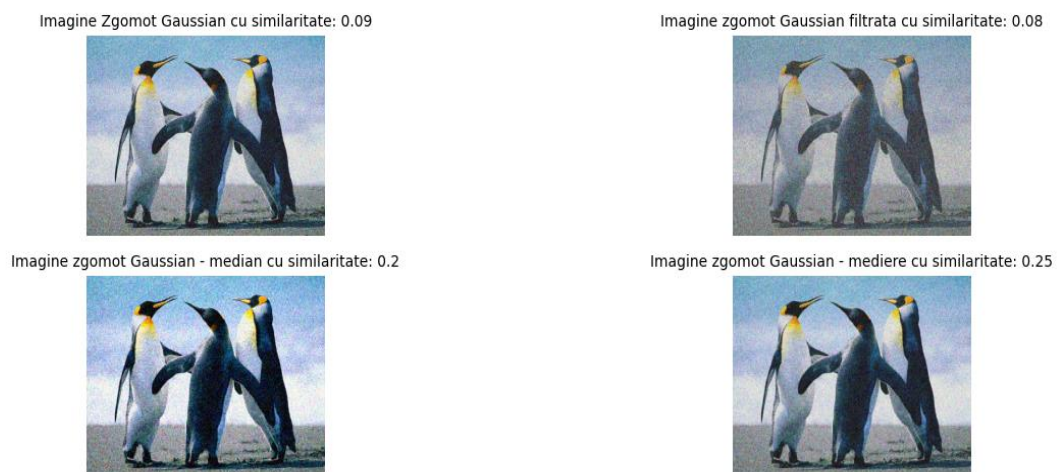 Imagine Zgomot Gaussian cu similaritate: 0.09
Imagine zgomot Gaussian filtrata cu similaritate: 0.08
Imagine zgomot Gaussian - median cu similaritate: 0.2
Imagine zgomot Gaussian - mediere cu similaritate: 0.25